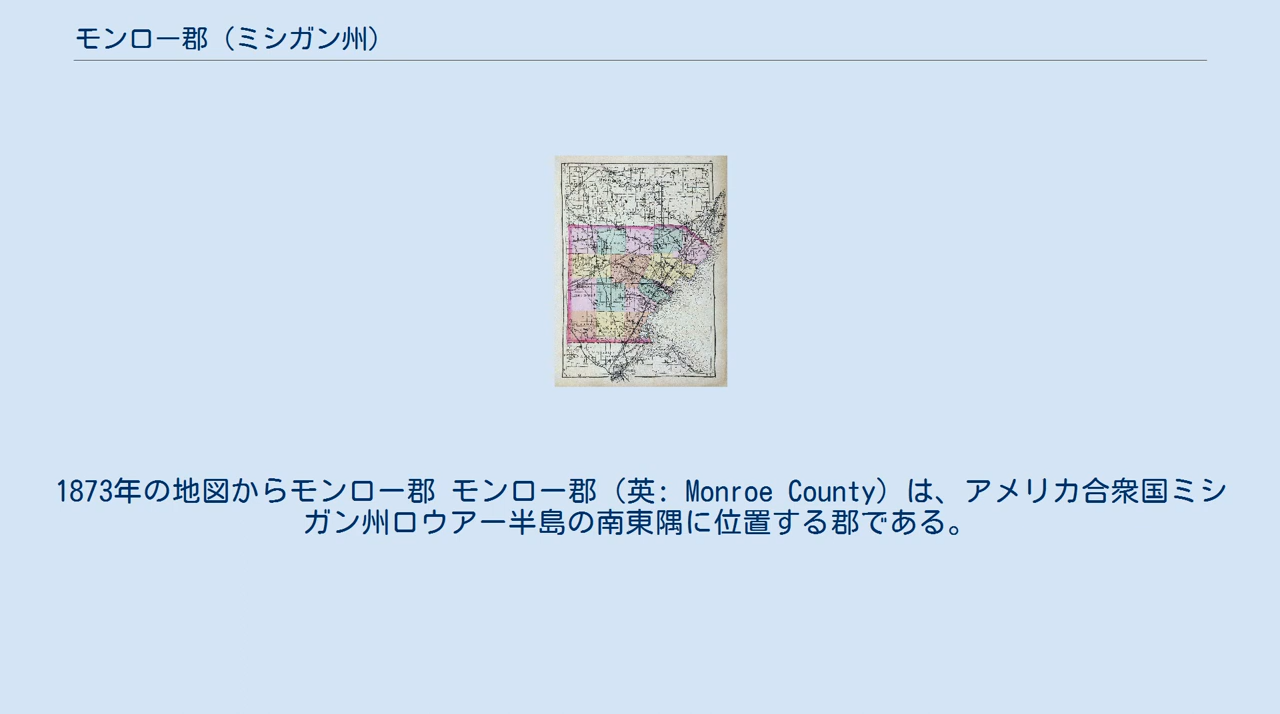 モンロー郡（ミシガン州）
1873年の地図からモンロー郡 モンロー郡（英: Monroe County）は、アメリカ合衆国ミシ
ガン州ロウアー半島の南東隅に位置する郡である。